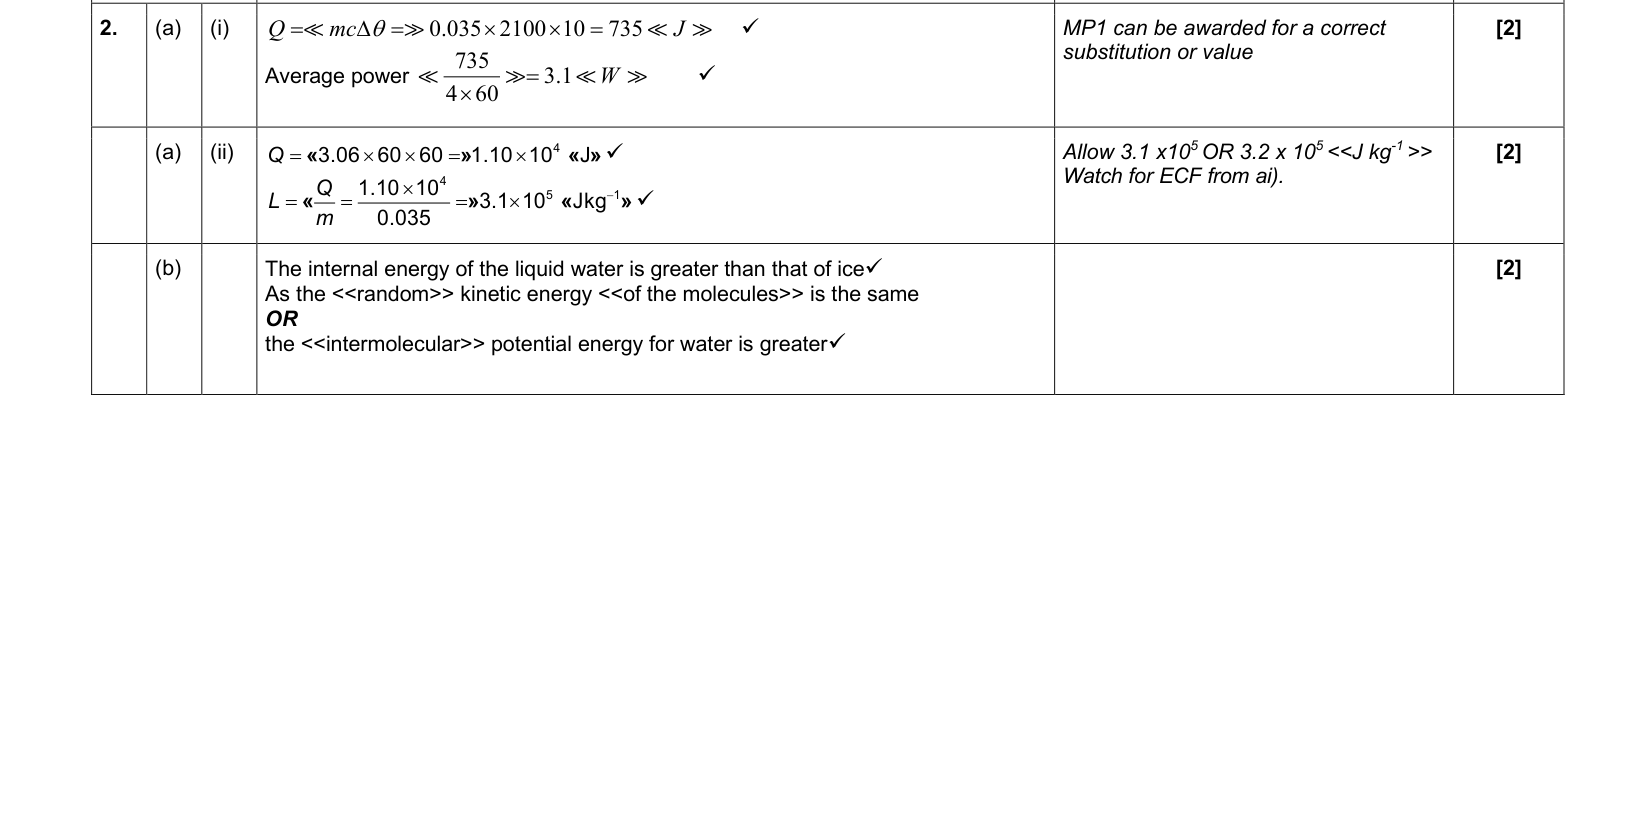 2. (a) (i) Q =≪ mcΔθ =≫ 0.035×2100×10 = 735 ≪ J ≫ ✓ MP1 can be awarded for a correct [2]
substitution or value
Average power ≪ 735/(4×60) ≫= 3.1 ≪ W ≫ ✓
(a) (ii) Q = «3.06×60×60 =»1.10×10⁴ «J» ✓ Allow 3.1 x10⁵ OR 3.2 x 10⁵ <<J kg⁻¹ >> [2]
Watch for ECF from ai).
L = «Q/m = 1.10×10⁴/0.035 =»3.1×10⁵ «Jkg⁻¹» ✓
(b) The internal energy of the liquid water is greater than that of ice✓ [2]
As the <<random>> kinetic energy <<of the molecules>> is the same
OR
the <<intermolecular>> potential energy for water is greater✓